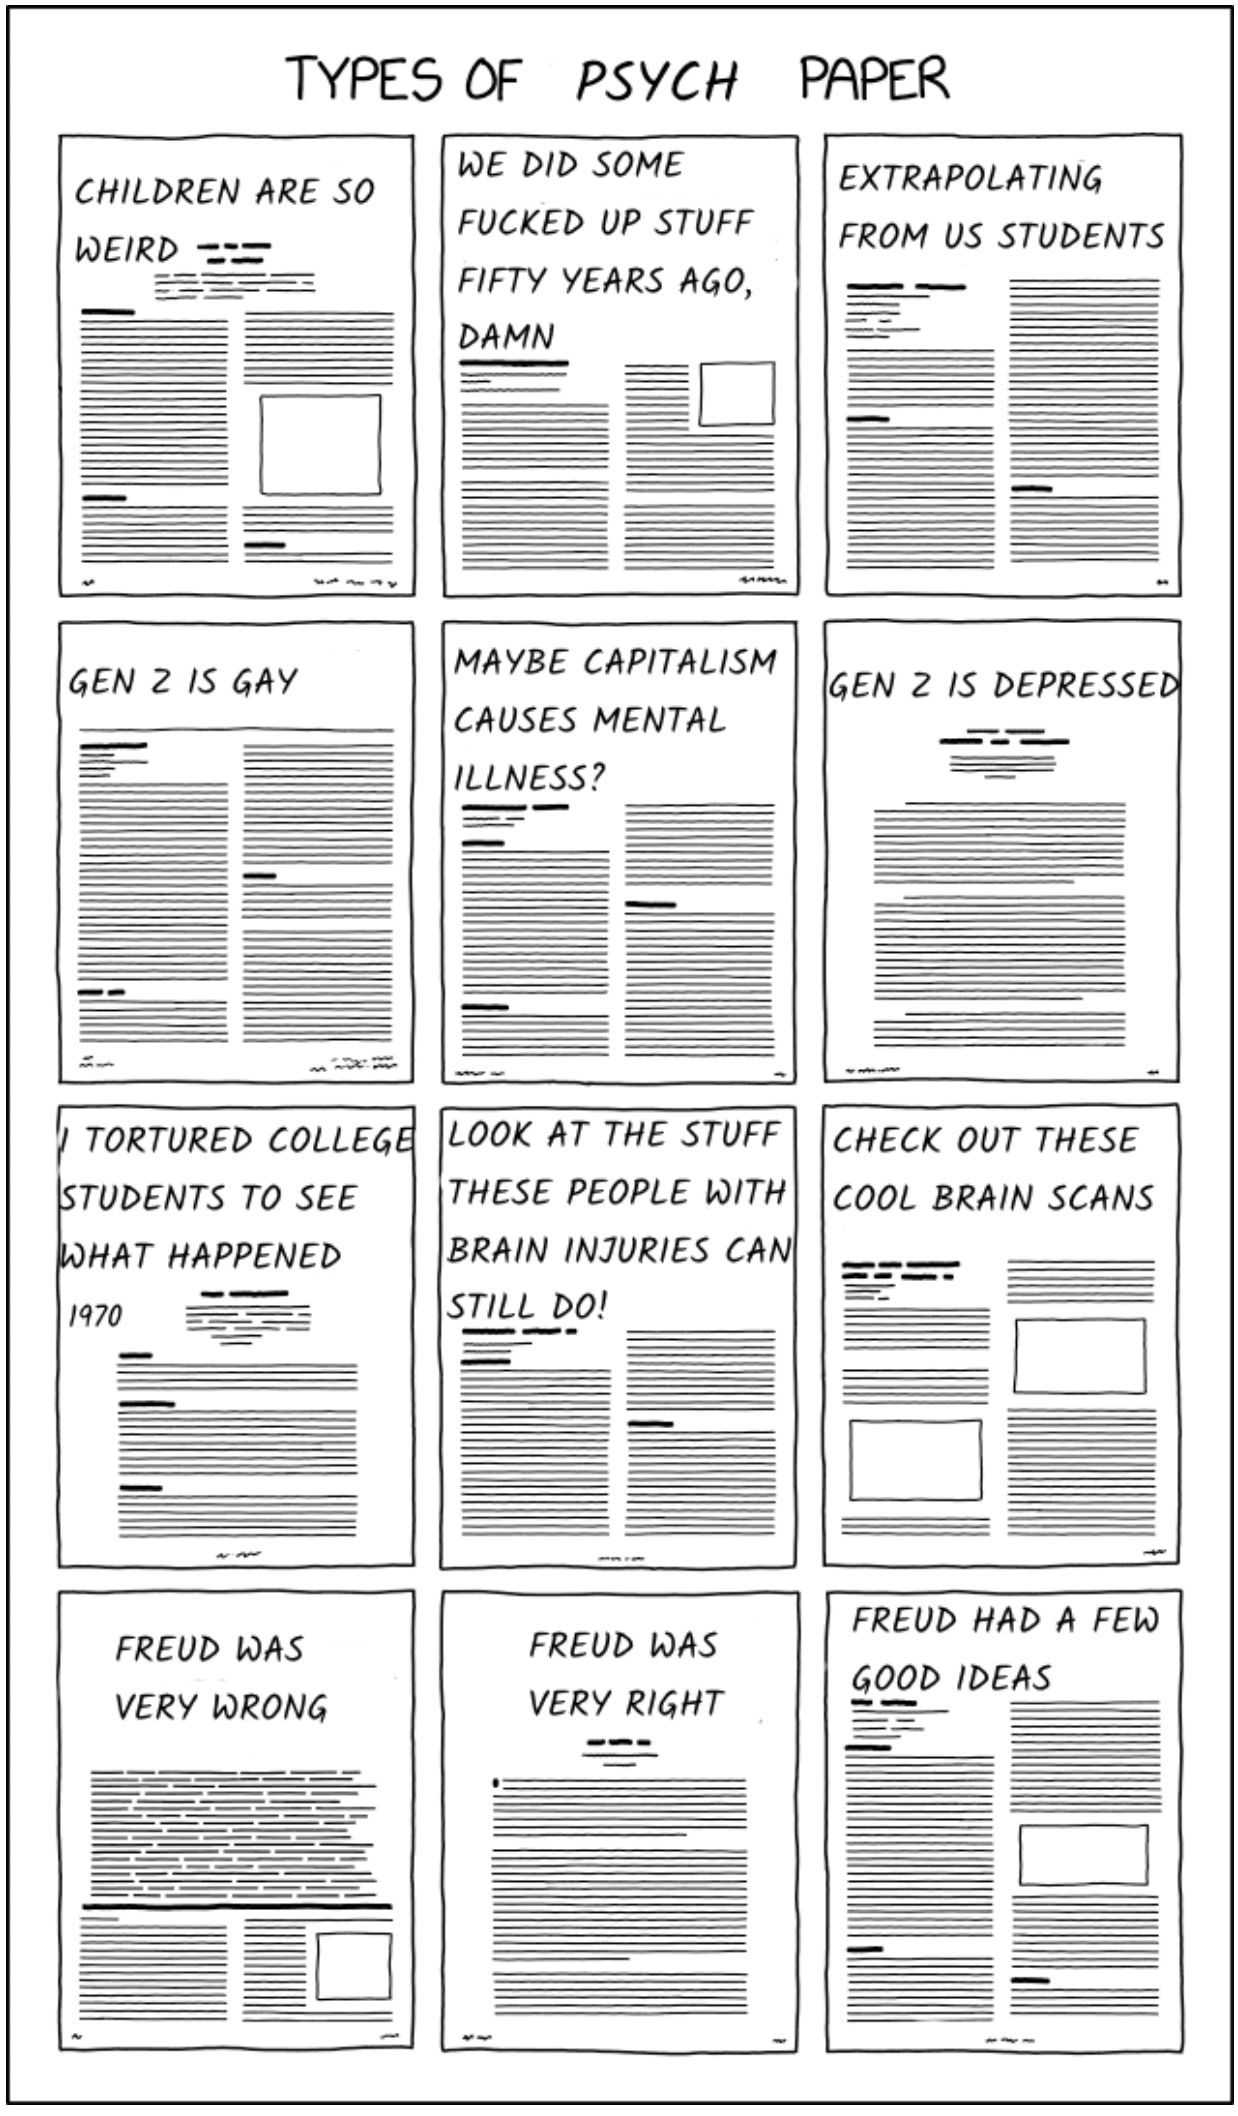 TYPES OF PSYCH PAPER
CHILDREN ARE SO
WEIRD
WE DID SOME
FUCKED UP STUFF
FIFTY YEARS AGO,
DAMN
EXTRAPOLATING
FROM US STUDENTS
GEN Z IS GAY
MAYBE CAPITALISM
CAUSES MENTAL
ILLNESS?
GEN Z IS DEPRESSED
I TORTURED COLLEGE
STUDENTS TO SEE
WHAT HAPPENED
1970
LOOK AT THE STUFF
THESE PEOPLE WITH
BRAIN INJURIES CAN
STILL DO!
CHECK OUT THESE
COOL BRAIN SCANS
FREUD WAS
VERY WRONG
FREUD WAS
VERY RIGHT
FREUD HAD A FEW
GOOD IDEAS